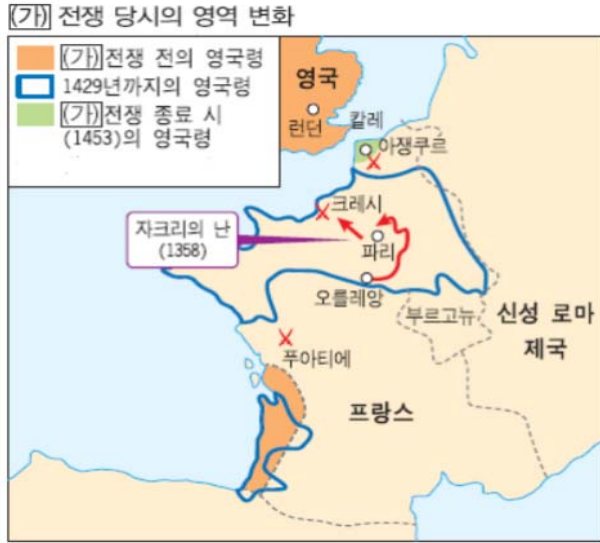 (가) 전쟁 당시의 영역 변화
(가)전쟁 전의 영국령
1429년까지의 영국령
(가)전쟁 종료 시
(1453)의 영국령
영국
런던
칼레
아쟁쿠르
크레시
자크리의 난
(1358)
파리
오를레앙
부르고뉴
신성 로마
제국
푸아티에
프랑스